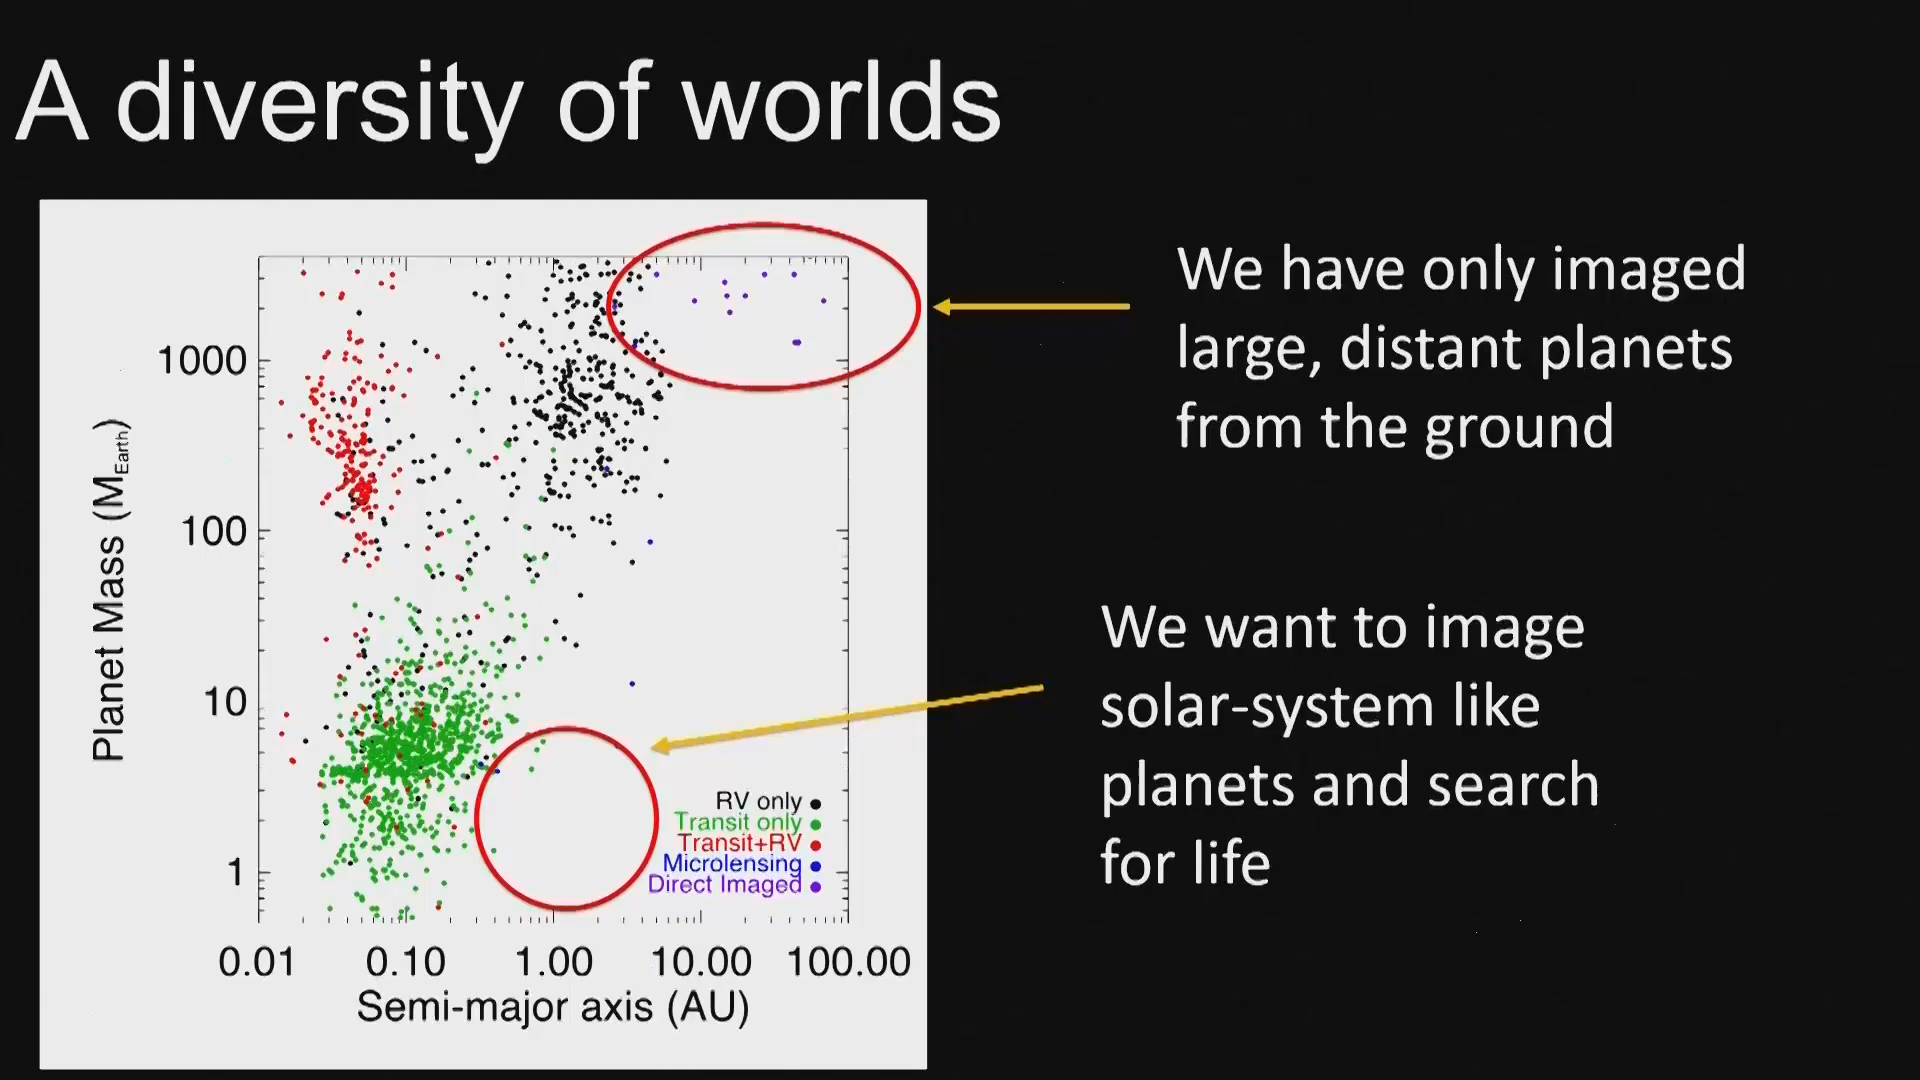 A diversity of worlds
We have only imaged
large, distant planets
from the ground
We want to image
solar-system like
planets and search
for life
Planet Mass (M_Earth)
1000
100
10
1
RV only
Transit only
Transit+RV
Microlensing
Direct Imaged
0.01 0.10 1.00 10.00 100.00
Semi-major axis (AU)